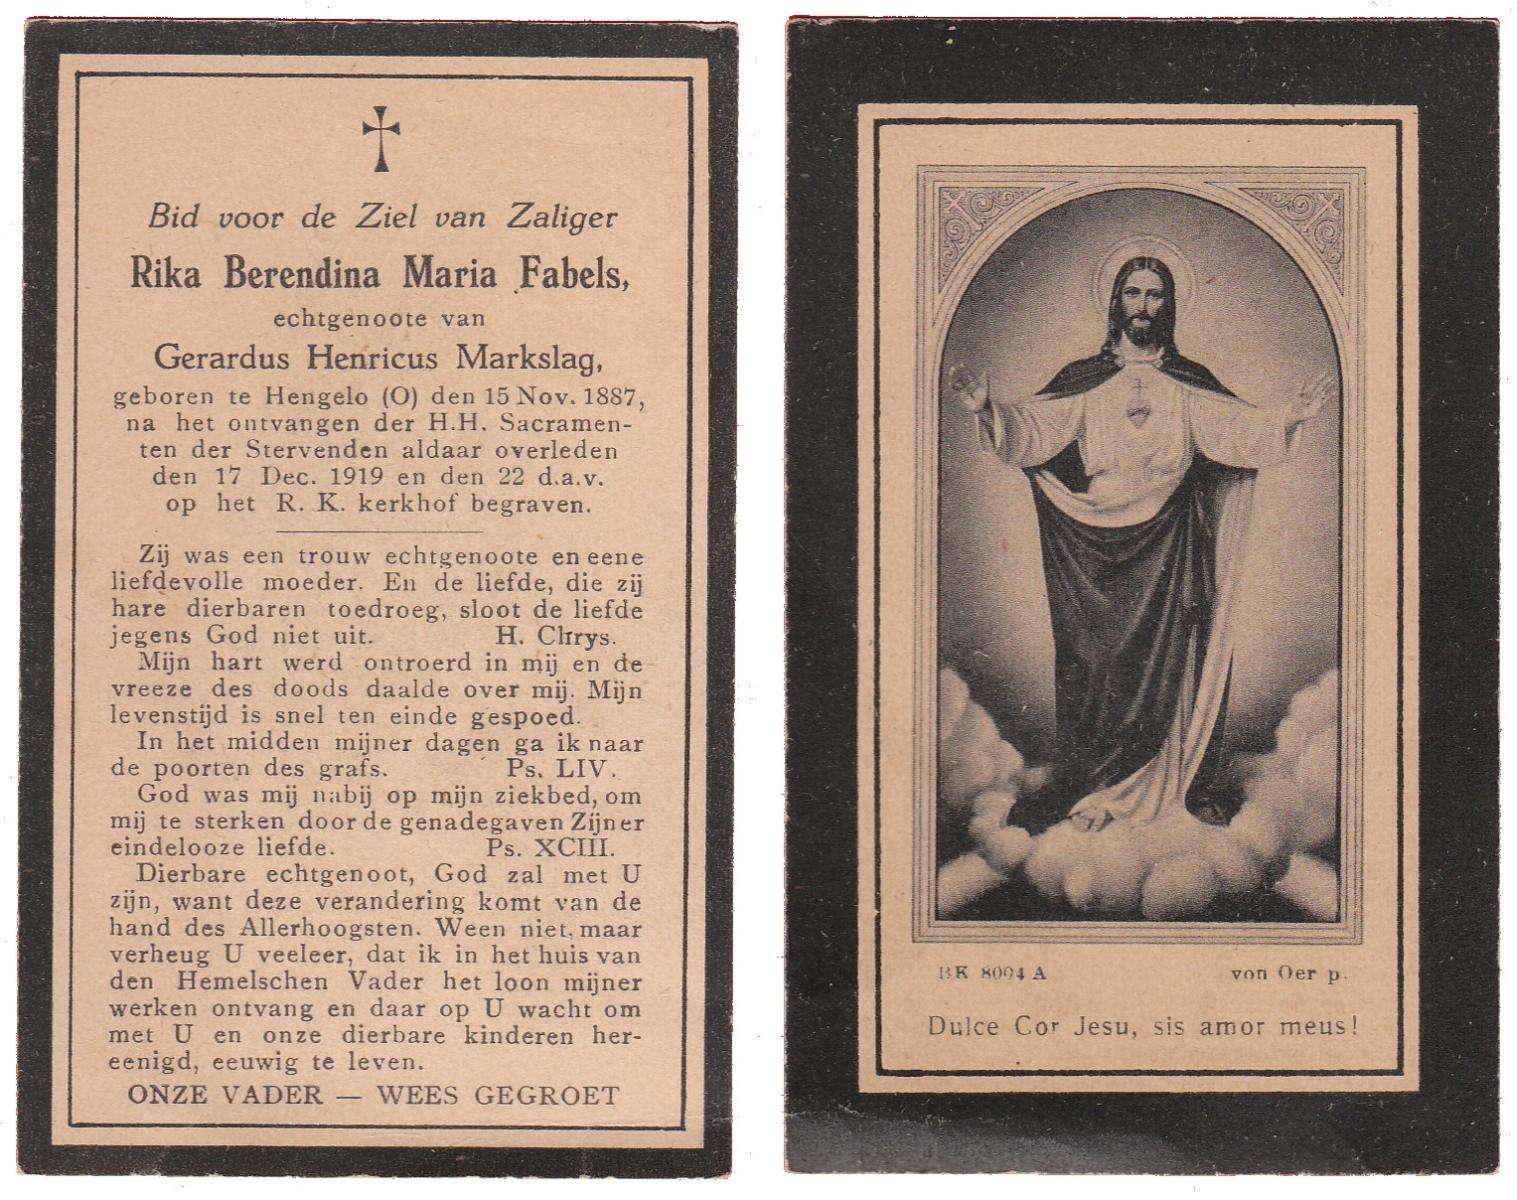 Bid voor de Ziel van Zaliger
Rika Berendina Maria Fabels,
echtgenoote van
Gerardus Henricus Markslag,
geboren te Hengelo (O) den 15 Nov. 1887,
na het ontvangen der H.H. Sacramen-
ten der Stervenden aldaar overleden
den 17 Dec. 1919 en den 22 d.a.v.
op het R. K. kerkhof begraven.
Zij was een trouw echtgenoote en eene
liefdevolle moeder. En de liefde, die zij
hare dierbaren toedroeg, sloot de liefde
jegens God niet uit. H. Chrys.
Mijn hart werd ontroerd in mij en de
vreeze des doods daalde over mij. Mijn
levenstijd is snel ten einde gespoed.
In het midden mijner dagen ga ik naar
de poorten des grafs. Ps. LIV.
God was mij nabij op mijn ziekbed, om
mij te sterken door de genadegaven Zijner
eindelooze liefde. Ps. XCIII.
Dierbare echtgenoot, God zal met U
zijn, want deze verandering komt van de
hand des Allerhoogsten. Ween niet, maar
verheug U veeleer, dat ik in het huis van
den Hemelschen Vader het loon mijner
werken ontvang en daar op U wacht om
met U en onze dierbare kinderen her-
eenigd, eeuwig te leven.
ONZE VADER — WEES GEGROET
BK 8004 A von Oer p.
Dulce Cor Jesu, sis amor meus!